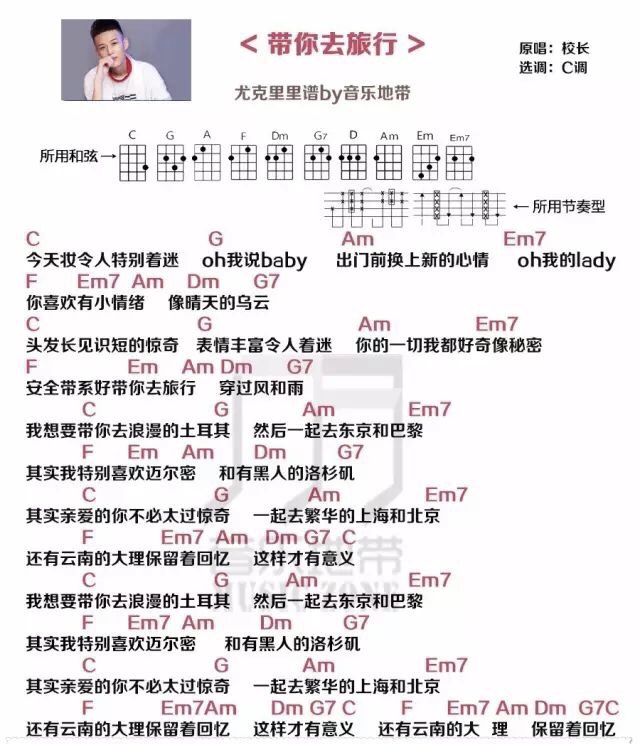 < 带你去旅行 >
原唱：校长
选调：C调
尤克里里谱by音乐地带
C G A F Dm G7 D Am Em Em7
所用和弦→
←所用节奏型
C G Am Em7
今天妆令人特别着迷 oh我说baby 出门前换上新的心情 oh我的lady
F Em7 Am Dm G7
你喜欢有小情绪 像晴天的乌云
C G Am Em7
头发长见识短的惊奇 表情丰富令人着迷 你的一切我都好奇像秘密
F Em Am Dm G7
安全带系好带你去旅行 穿过风和雨
C G Am Em7
我想要带你去浪漫的土耳其 然后一起去东京和巴黎
F Em Am Dm G7
其实我特别喜欢迈尔密 和有黑人的洛杉矶
C G Am Em7
其实亲爱的你不必太过惊奇 一起去繁华的上海和北京
F Em7 Am Dm G7 C
还有云南的大理保留着回忆 这样才有意义
C G Am Em7
我想要带你去浪漫的土耳其 然后一起去东京和巴黎
F Em7 Am Dm G7
其实我特别喜欢迈尔密 和有黑人的洛杉矶
C G Am Em7
其实亲爱的你不必太过惊奇 一起去繁华的上海和北京
F Em7Am Dm G7 C F Em7 Am Dm G7C
还有云南的大理保留着回忆 这样才有意义 还有云南的大 理 保留着回忆
音乐地带
MUSIC ZONE